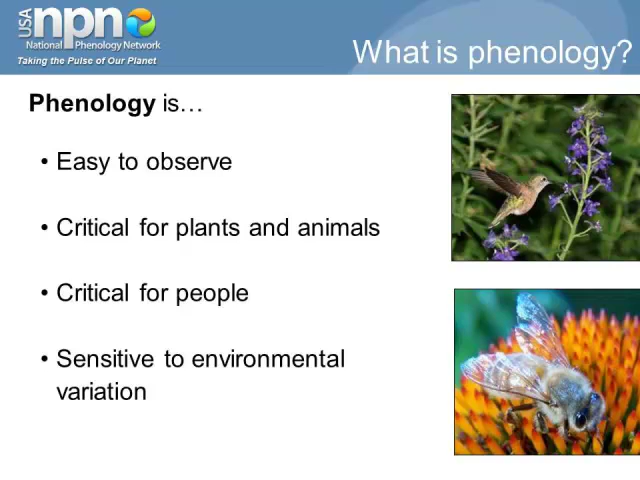 USA npn
National Phenology Network
Taking the Pulse of Our Planet
What is phenology?
Phenology is…
• Easy to observe
• Critical for plants and animals
• Critical for people
• Sensitive to environmental
variation